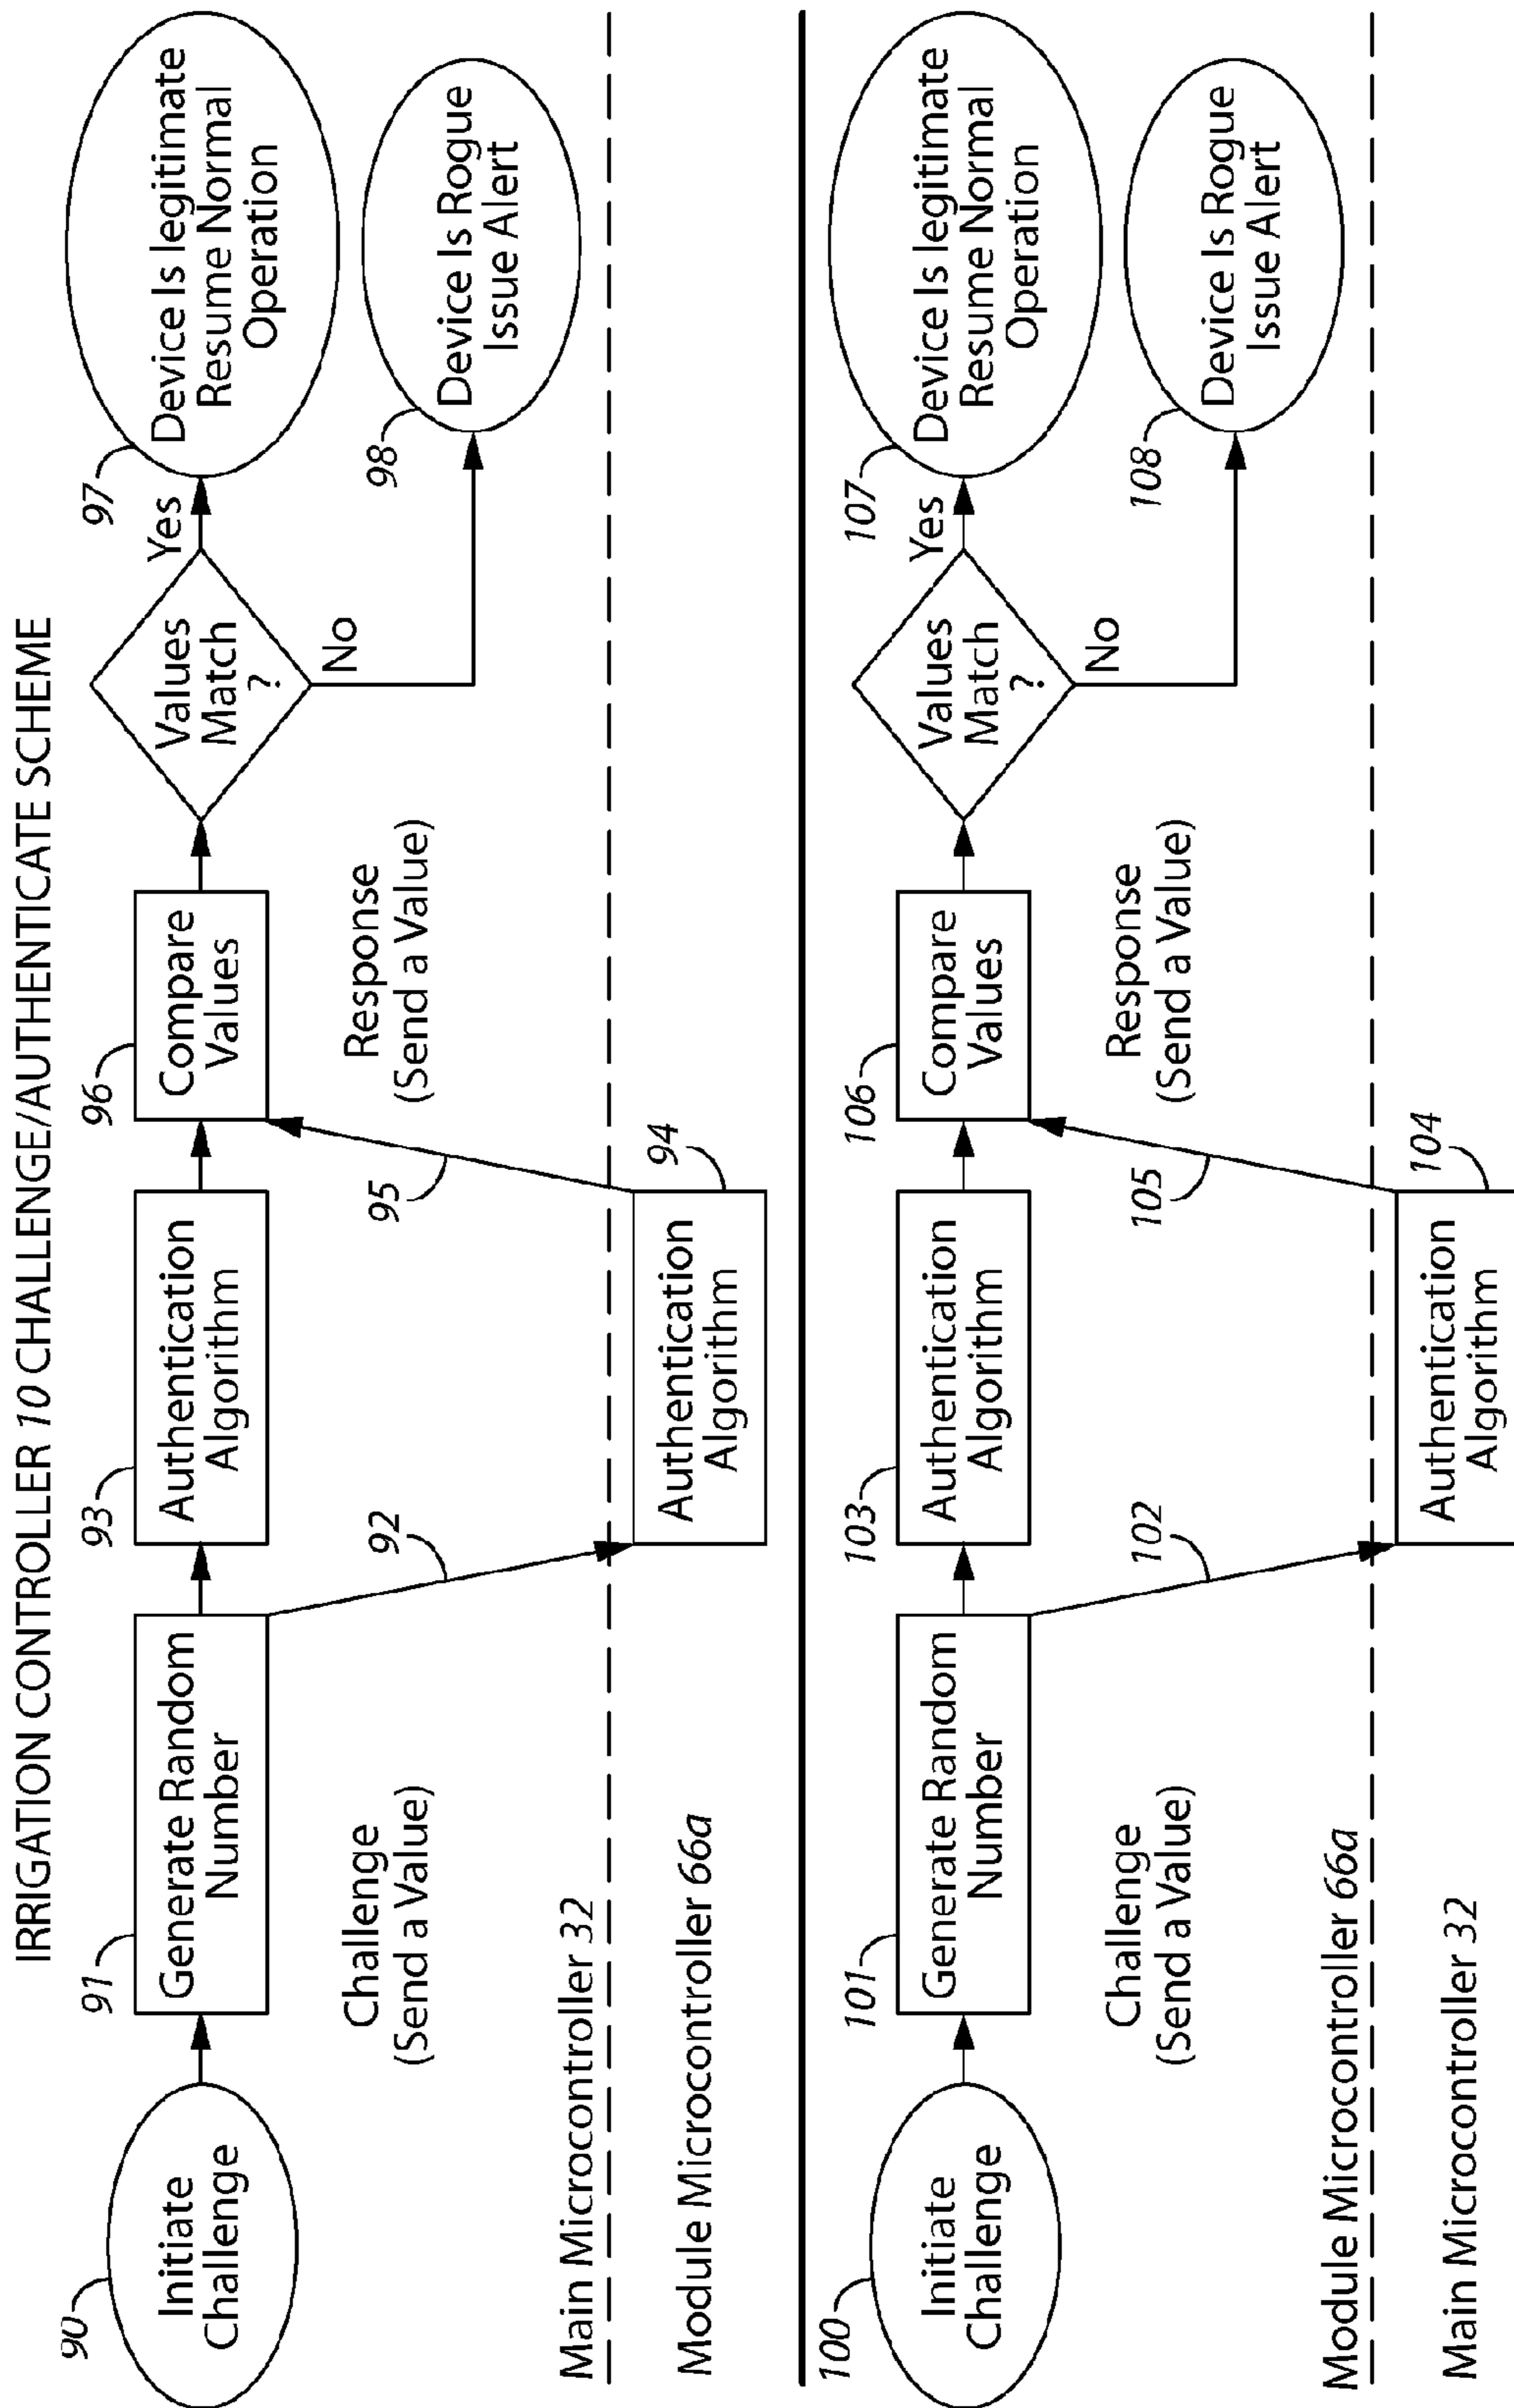 IRRIGATION CONTROLLER 10 CHALLENGE/AUTHENTICATE SCHEME
90
Initiate
Challenge
91
Generate Random
Number
93
Authentication
Algorithm
96
Compare
Values
Values
Match
?
Yes
No
97
Device Is legitimate
Resume Normal
Operation
98
Device Is Rogue
Issue Alert
Challenge
(Send a Value)
92
95
Response
(Send a Value)
Main Microcontroller 32
Module Microcontroller 66a
94
Authentication
Algorithm
100
Initiate
Challenge
101
Generate Random
Number
103
Authentication
Algorithm
106
Compare
Values
Values
Match
?
Yes
No
107
Device Is legitimate
Resume Normal
Operation
108
Device Is Rogue
Issue Alert
Challenge
(Send a Value)
102
105
Response
(Send a Value)
Module Microcontroller 66a
Main Microcontroller 32
104
Authentication
Algorithm